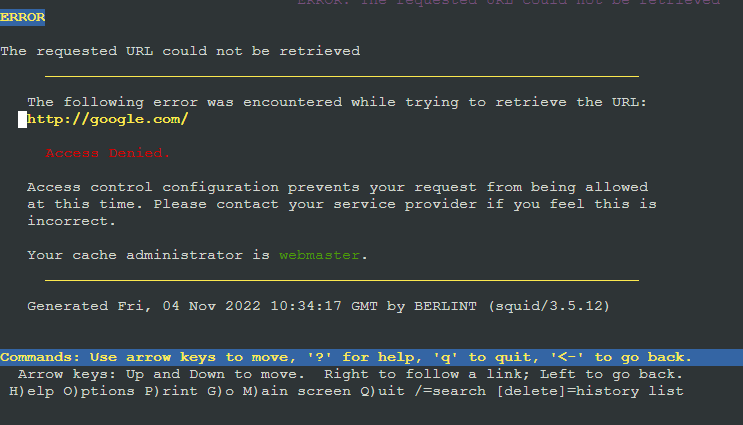 ERROR: The requested URL could not be retrieved
ERROR
The requested URL could not be retrieved
The following error was encountered while trying to retrieve the URL:
http://google.com/
Access Denied.
Access control configuration prevents your request from being allowed
at this time. Please contact your service provider if you feel this is
incorrect.
Your cache administrator is webmaster.
Generated Fri, 04 Nov 2022 10:34:17 GMT by BERLINT (squid/3.5.12)
Commands: Use arrow keys to move, '?' for help, 'q' to quit, '<-' to go back.
Arrow keys: Up and Down to move. Right to follow a link; Left to go back.
H)elp O)ptions P)rint G)o M)ain screen Q)uit /=search [delete]=history list